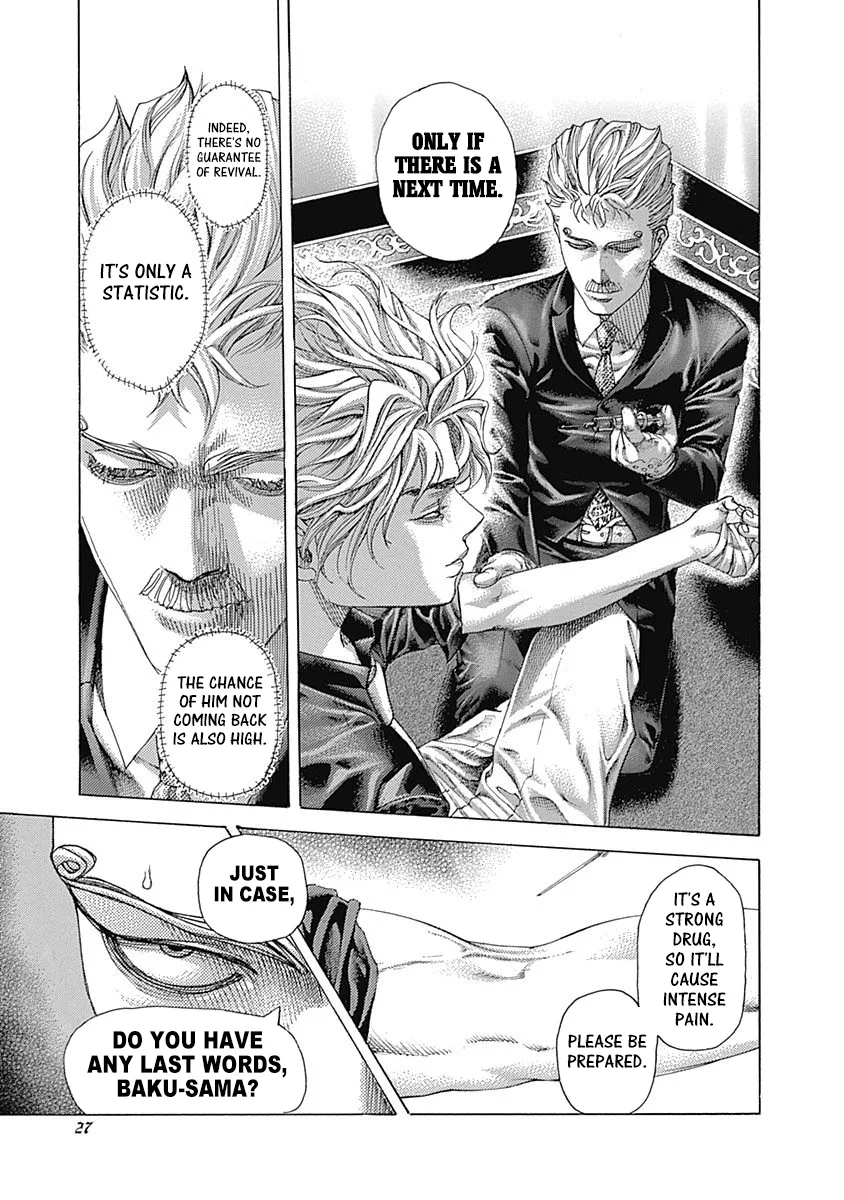 ONLY IF
THERE IS A
NEXT TIME.
INDEED,
THERE'S NO
GUARANTEE
OF REVIVAL.
IT'S ONLY A
STATISTIC.
THE CHANCE
OF HIM NOT
COMING BACK
IS ALSO HIGH.
IT'S A
STRONG
DRUG,
SO IT'LL
CAUSE
INTENSE
PAIN.
PLEASE BE
PREPARED.
JUST
IN CASE,
DO YOU HAVE
ANY LAST WORDS,
BAKU-SAMA?
27